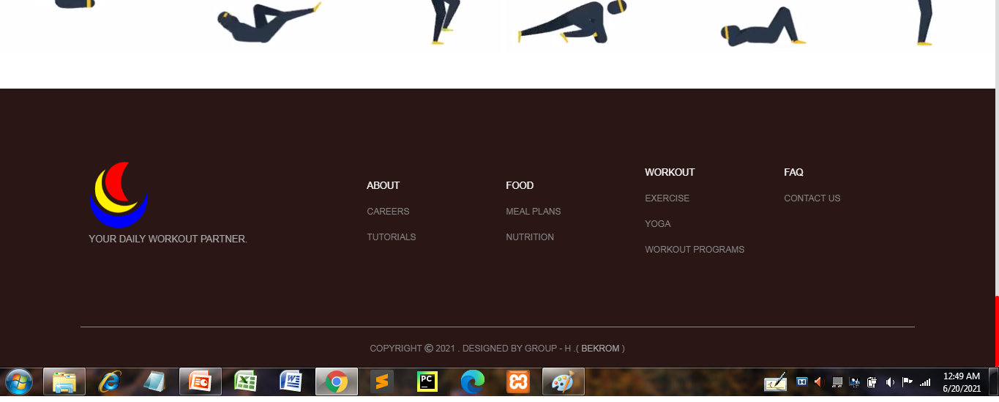 YOUR DAILY WORKOUT PARTNER.
ABOUT
CAREERS
TUTORIALS
FOOD
MEAL PLANS
NUTRITION
WORKOUT
EXERCISE
YOGA
WORKOUT PROGRAMS
FAQ
CONTACT US
COPYRIGHT © 2021 . DESIGNED BY GROUP - H .( BEKROM )
PC
12:49 AM
6/20/2021